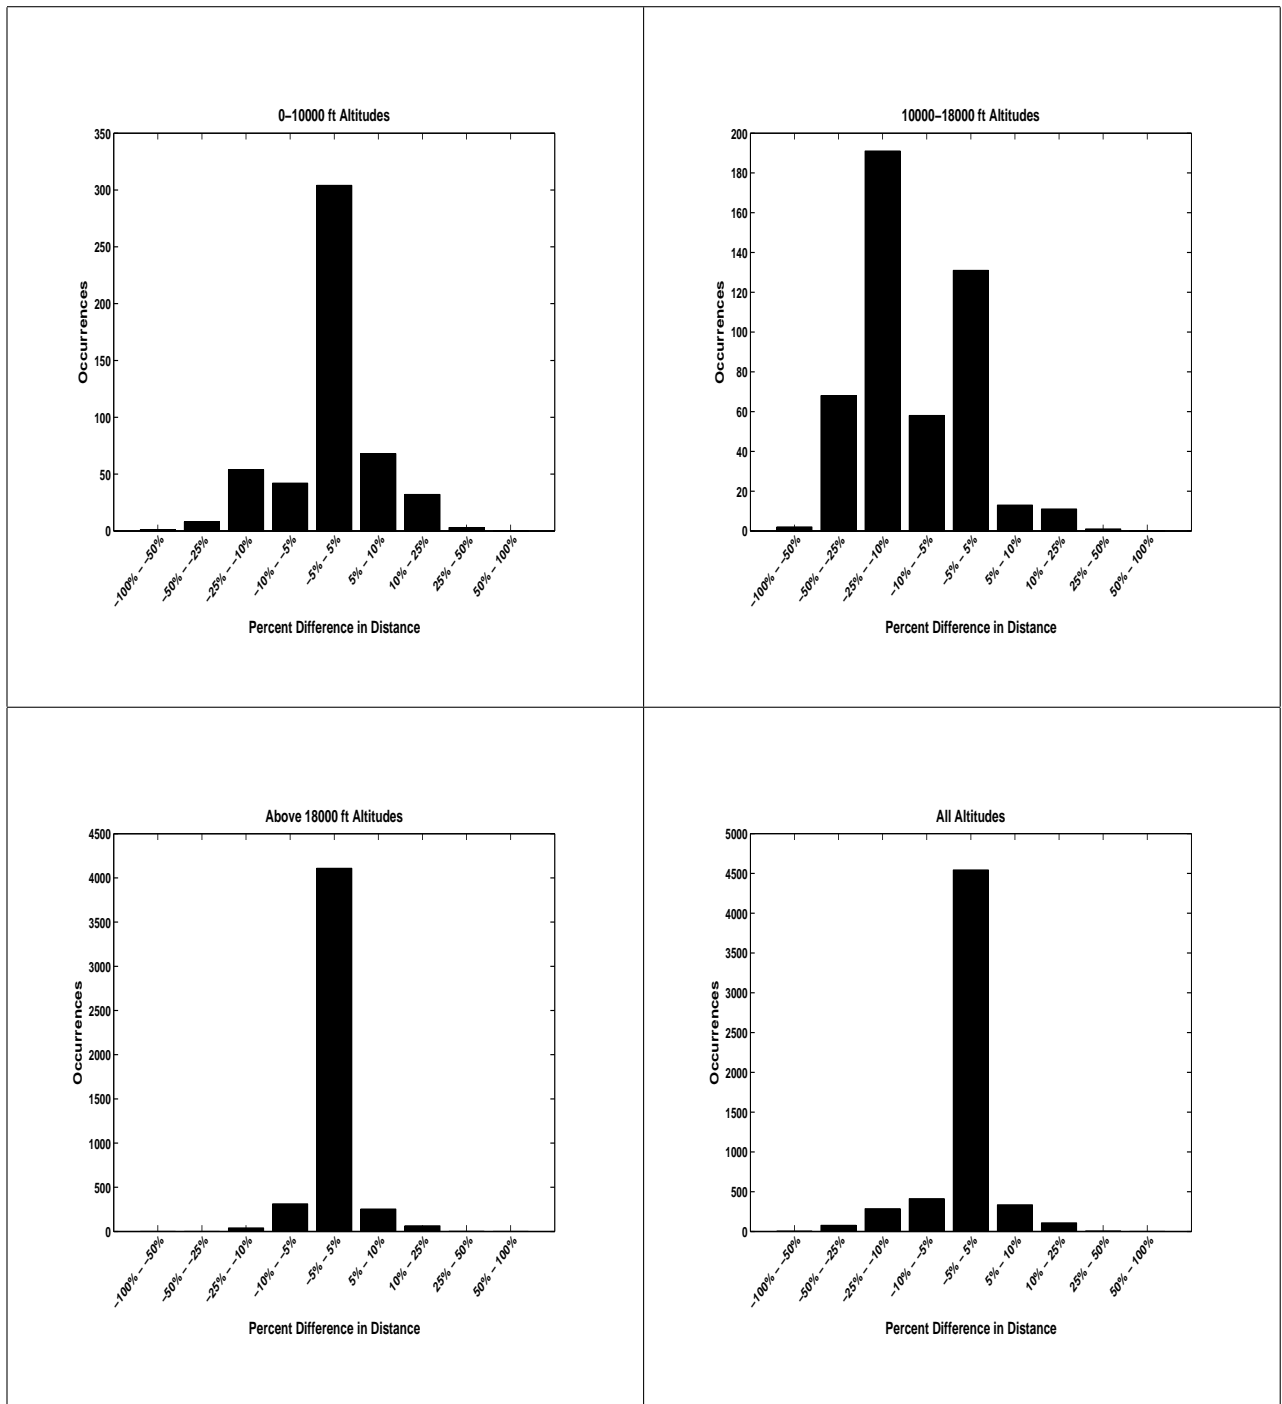 0–10000 ft Altitudes
350
300
250
200
150
100
50
0
Occurrences
–100% – –50%
–50% – –25%
–25% – –10%
–10% – –5%
–5% – 5%
5% – 10%
10% – 25%
25% – 50%
50% – 100%
Percent Difference in Distance
10000–18000 ft Altitudes
200
180
160
140
120
100
80
60
40
20
0
Occurrences
–100% – –50%
–50% – –25%
–25% – –10%
–10% – –5%
–5% – 5%
5% – 10%
10% – 25%
25% – 50%
50% – 100%
Percent Difference in Distance
Above 18000 ft Altitudes
4500
4000
3500
3000
2500
2000
1500
1000
500
0
Occurrences
–100% – –50%
–50% – –25%
–25% – –10%
–10% – –5%
–5% – 5%
5% – 10%
10% – 25%
25% – 50%
50% – 100%
Percent Difference in Distance
All Altitudes
5000
4500
4000
3500
3000
2500
2000
1500
1000
500
0
Occurrences
–100% – –50%
–50% – –25%
–25% – –10%
–10% – –5%
–5% – 5%
5% – 10%
10% – 25%
25% – 50%
50% – 100%
Percent Difference in Distance